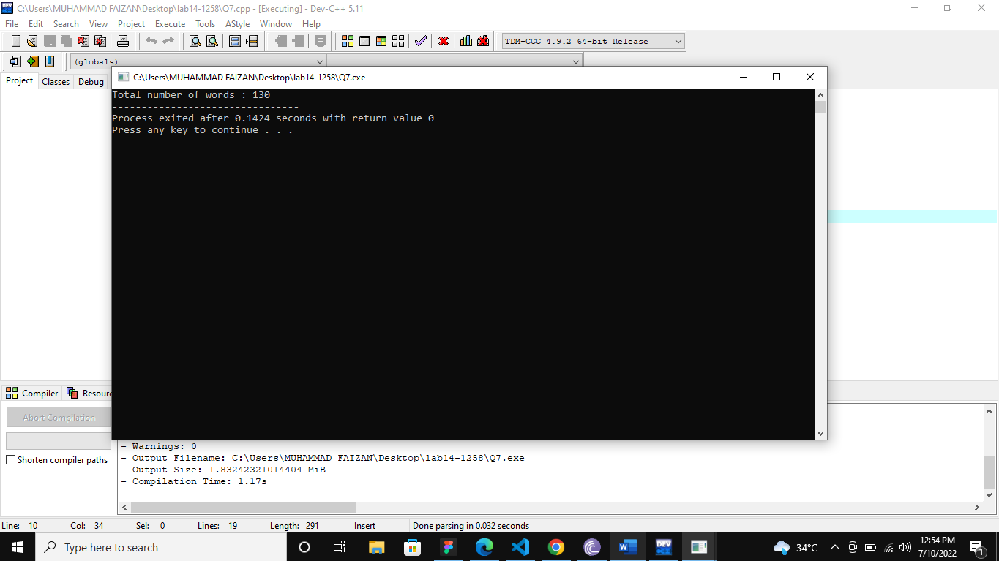 C:\Users\MUHAMMAD FAIZAN\Desktop\lab14-1258\Q7.cpp - [Executing] - Dev-C++ 5.11
File Edit Search View Project Execute Tools AStyle Window Help
TDM-GCC 4.9.2 64-bit Release
(globals)
Project Classes Debug
C:\Users\MUHAMMAD FAIZAN\Desktop\lab14-1258\Q7.exe
Total number of words : 130
--------------------------------
Process exited after 0.1424 seconds with return value 0
Press any key to continue . . .
Compiler
Abort Compilation
Shorten compiler paths
- Warnings: 0
- Output Filename: C:\Users\MUHAMMAD FAIZAN\Desktop\lab14-1258\Q7.exe
- Output Size: 1.83242321014404 MiB
- Compilation Time: 1.17s
Line: 10 Col: 34 Sel: 0 Lines: 19 Length: 291 Insert Done parsing in 0.032 seconds
Type here to search
DEV
34°C
12:54 PM
7/10/2022
1